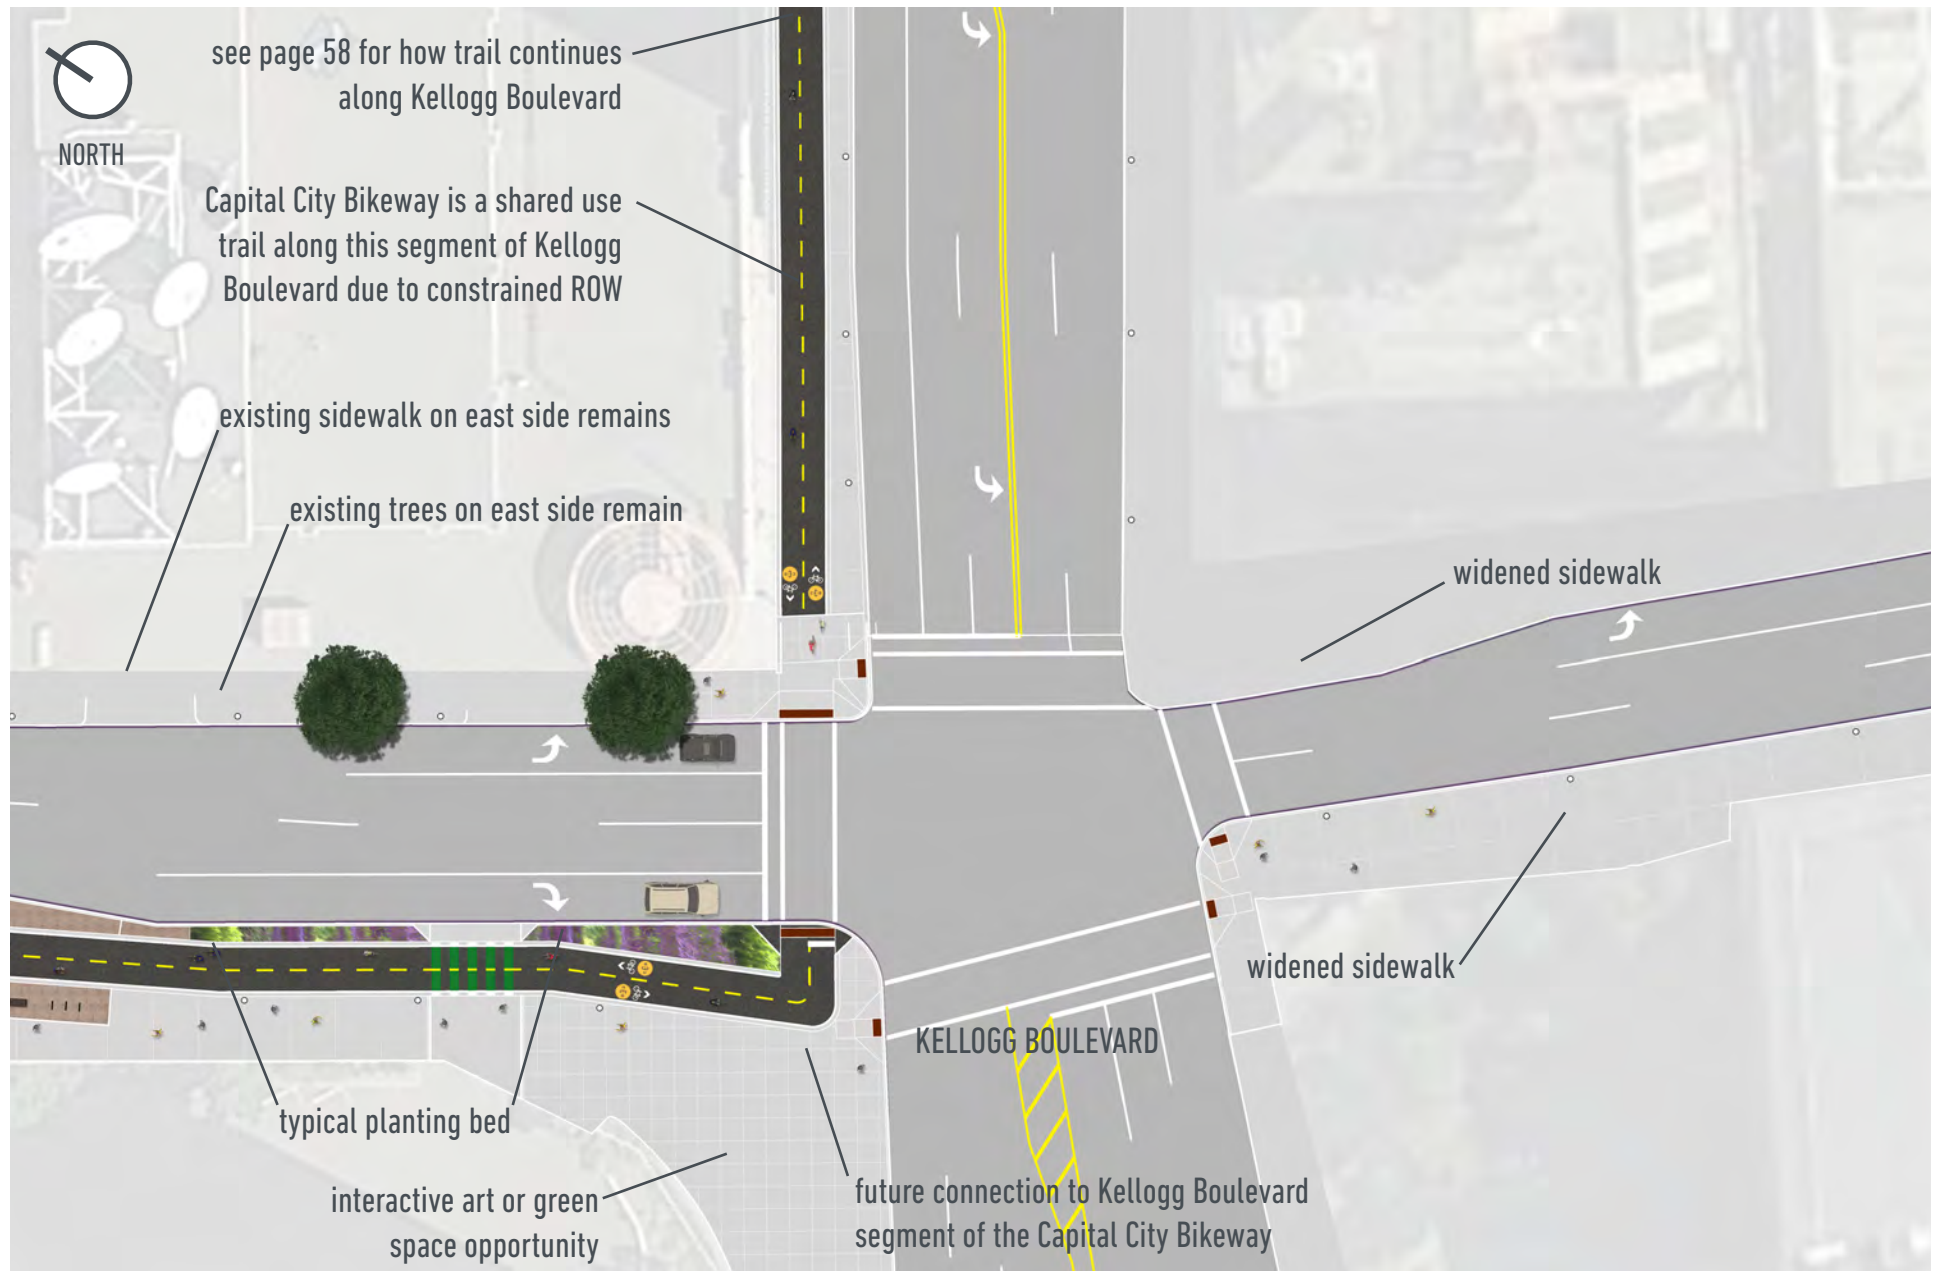 see page 58 for how trail continues
along Kellogg Boulevard
NORTH
Capital City Bikeway is a shared use
trail along this segment of Kellogg
Boulevard due to constrained ROW
existing sidewalk on east side remains
existing trees on east side remain
widened sidewalk
widened sidewalk
KELLOGG BOULEVARD
typical planting bed
interactive art or green
space opportunity
future connection to Kellogg Boulevard
segment of the Capital City Bikeway